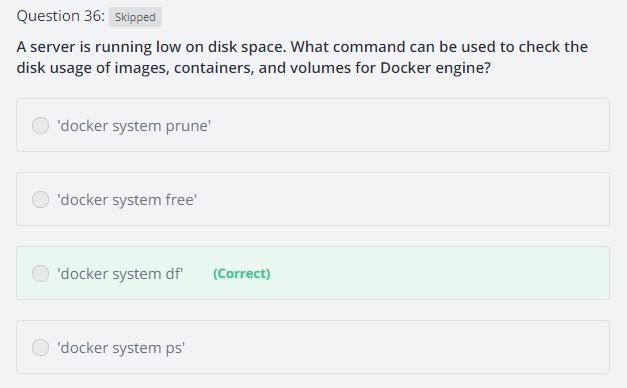 Question 36: Skipped
A server is running low on disk space. What command can be used to check the
disk usage of images, containers, and volumes for Docker engine?
'docker system prune'
'docker system free'
'docker system df' (Correct)
'docker system ps'